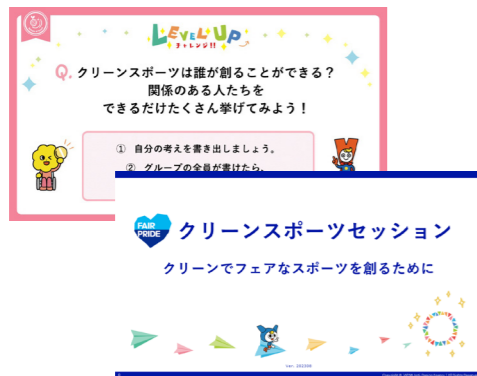 LEVEL UP
チャレンジ!!
Q. クリーンスポーツは誰が創ることができる?
関係のある人たちを
できるだけたくさん挙げてみよう!
① 自分の考えを書き出しましょう。
② グループの全員が書けたら、
FAIR
PRIDE
クリーンスポーツセッション
クリーンでフェアなスポーツを創るために